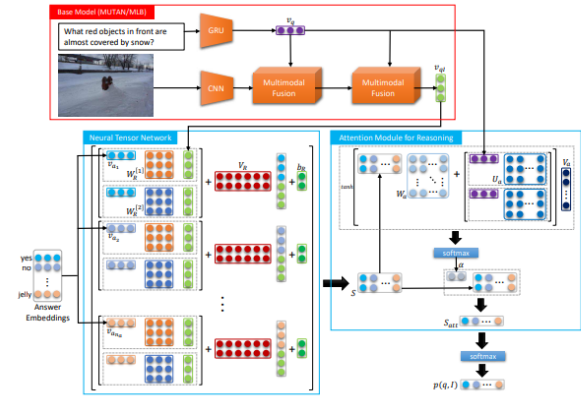 Base Model (MUTAN/MLB)
What red objects in front are
almost covered by snow?
GRU
v_q
v_qI
CNN
Multimodal
Fusion
Multimodal
Fusion
Neural Tensor Network
v_a1
W_R^[1]
W_R^[2]
V_R
b_R
v_a2
+
+
+
+
+
+
yes
no
jelly
Answer
Embeddings
v_ana
Attention Module for Reasoning
tanh
W_a
+
U_a
V_a
softmax
α
S
S_att
softmax
p(q, I)